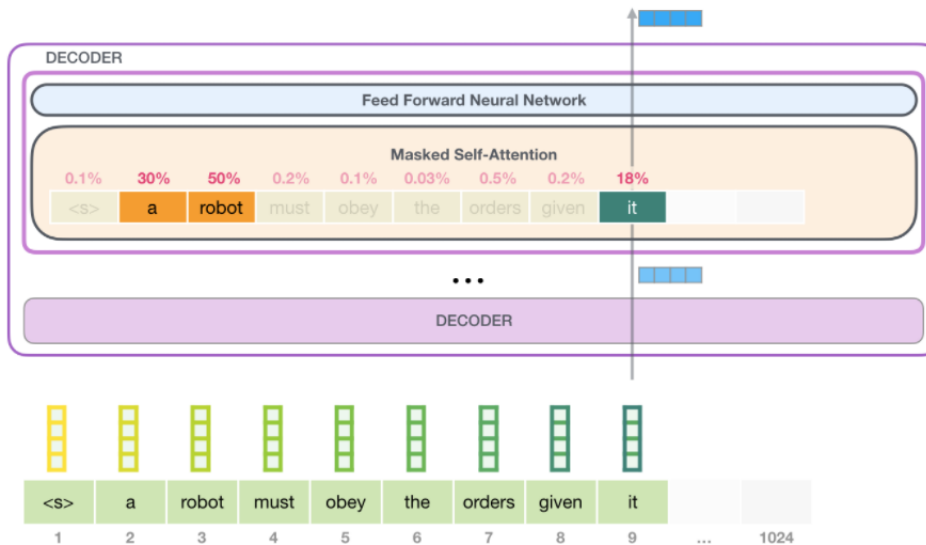 DECODER
Feed Forward Neural Network
Masked Self-Attention
0.1% 30% 50% 0.2% 0.1% 0.03% 0.5% 0.2% 18%
<s> a robot must obey the orders given it
...
DECODER
<s> a robot must obey the orders given it
1 2 3 4 5 6 7 8 9 ... 1024